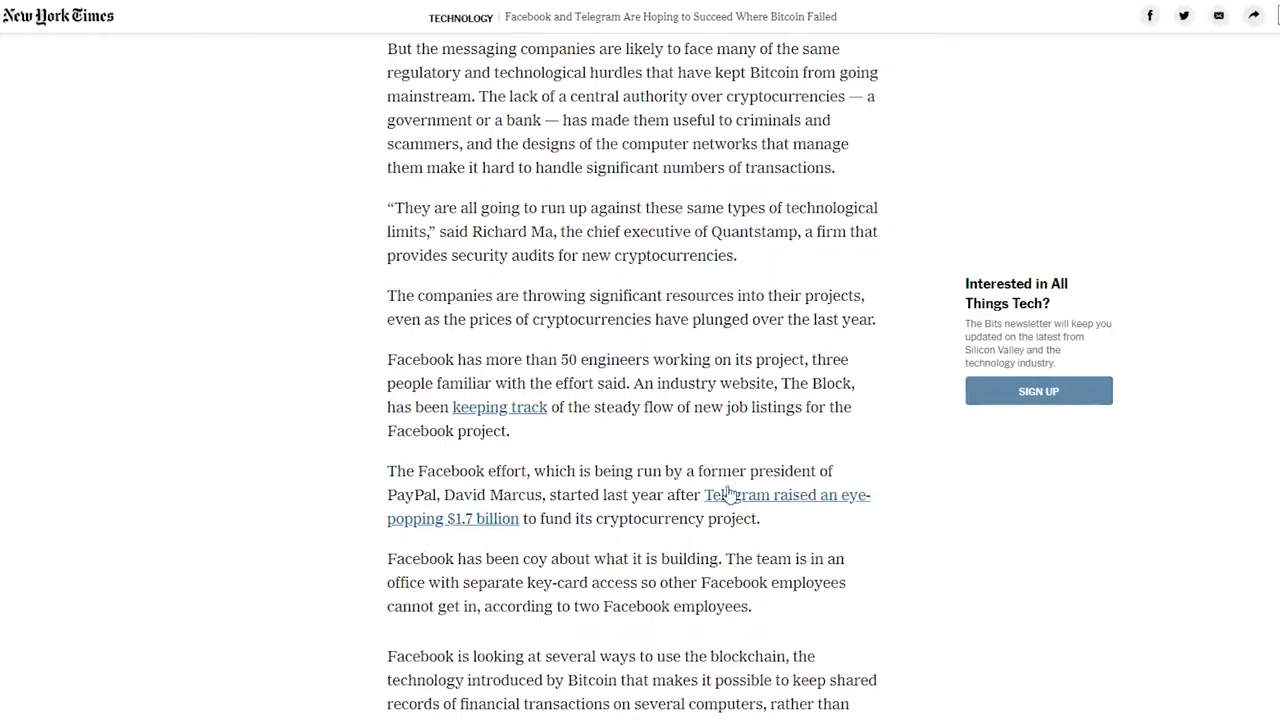 New York Times
TECHNOLOGY | Facebook and Telegram Are Hoping to Succeed Where Bitcoin Failed
But the messaging companies are likely to face many of the same
regulatory and technological hurdles that have kept Bitcoin from going
mainstream. The lack of a central authority over cryptocurrencies — a
government or a bank — has made them useful to criminals and
scammers, and the designs of the computer networks that manage
them make it hard to handle significant numbers of transactions.
“They are all going to run up against these same types of technological
limits,” said Richard Ma, the chief executive of Quantstamp, a firm that
provides security audits for new cryptocurrencies.
The companies are throwing significant resources into their projects,
even as the prices of cryptocurrencies have plunged over the last year.
Facebook has more than 50 engineers working on its project, three
people familiar with the effort said. An industry website, The Block,
has been keeping track of the steady flow of new job listings for the
Facebook project.
The Facebook effort, which is being run by a former president of
PayPal, David Marcus, started last year after Telegram raised an eye-
popping $1.7 billion to fund its cryptocurrency project.
Facebook has been coy about what it is building. The team is in an
office with separate key-card access so other Facebook employees
cannot get in, according to two Facebook employees.
Facebook is looking at several ways to use the blockchain, the
technology introduced by Bitcoin that makes it possible to keep shared
records of financial transactions on several computers, rather than
Interested in All
Things Tech?
The Bits newsletter will keep you
updated on the latest from
Silicon Valley and the
technology industry.
SIGN UP